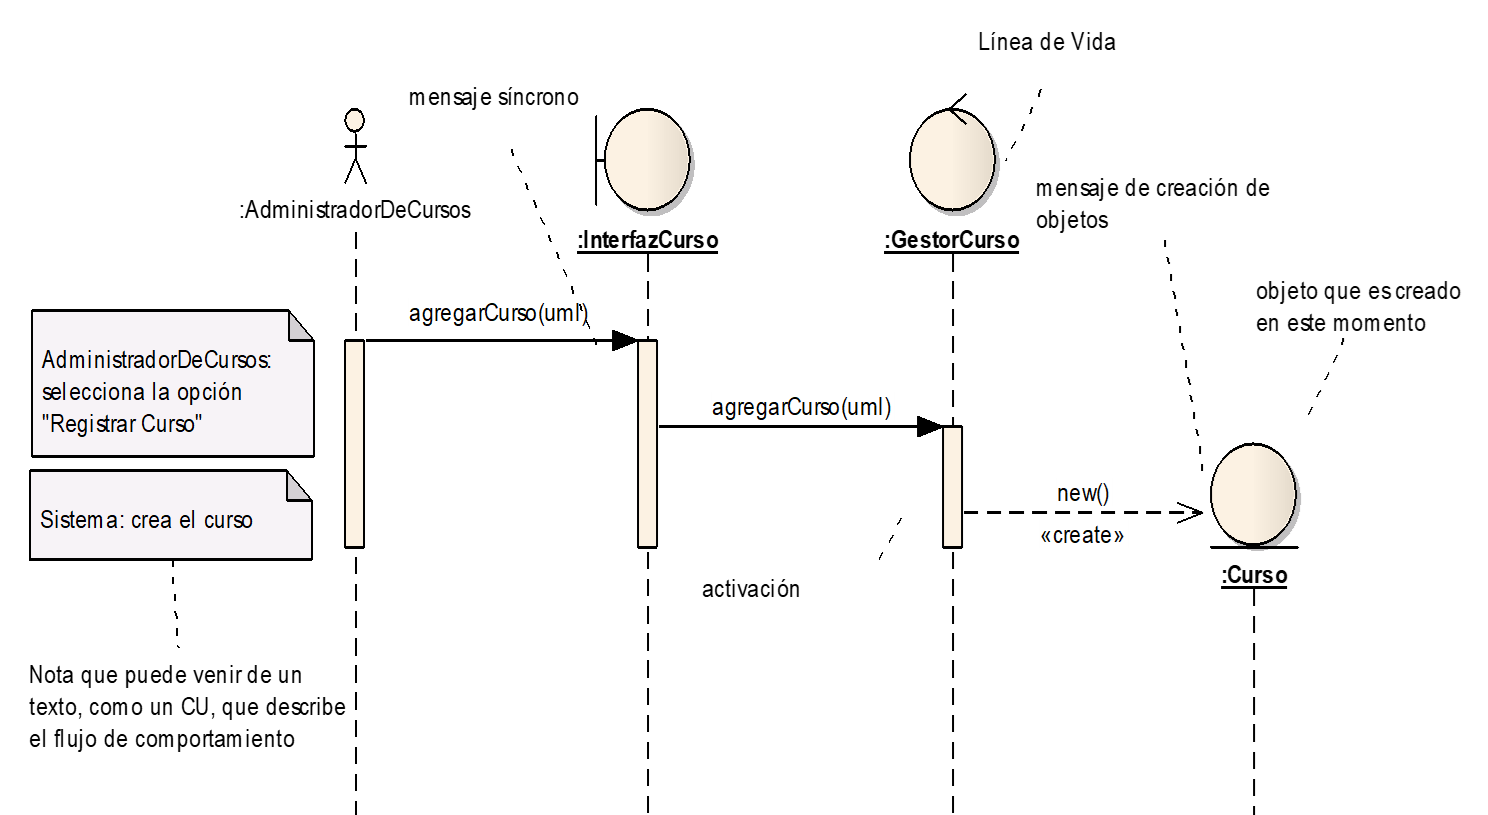 Línea de Vida
mensaje síncrono
:AdministradorDeCursos
:InterfazCurso
:GestorCurso
mensaje de creación de
objetos
objeto que es creado
en este momento
agregarCurso(uml)
AdministradorDeCursos:
selecciona la opción
"Registrar Curso"
agregarCurso(uml)
Sistema: crea el curso
new()
«create»
:Curso
activación
Nota que puede venir de un
texto, como un CU, que describe
el flujo de comportamiento